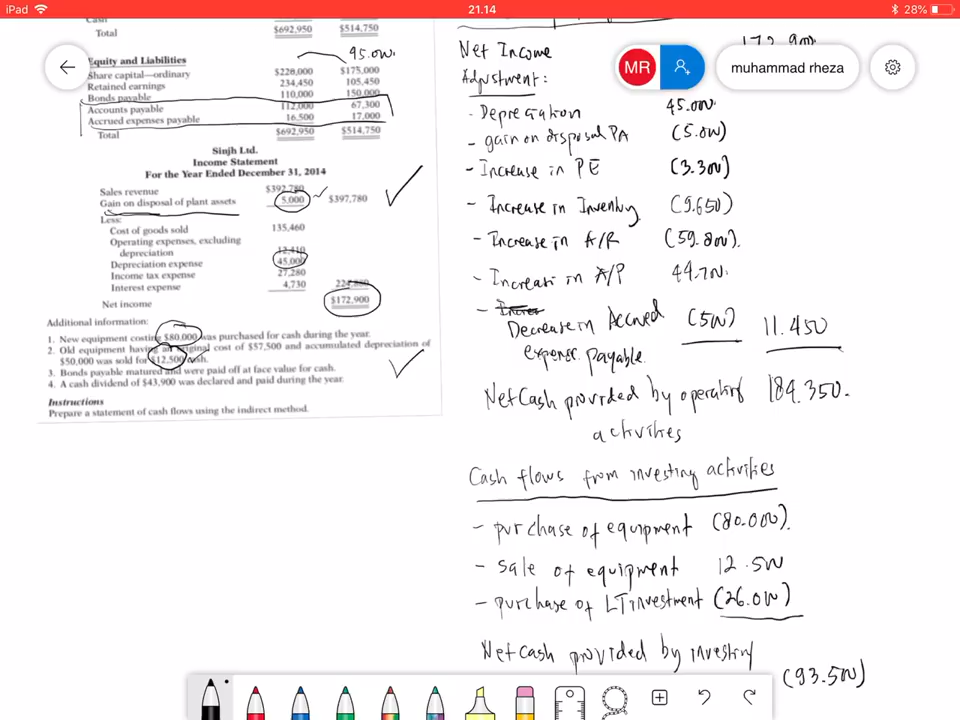 iPad
21.14
28%
Cash
Total $692,950 $514,750
95.000
Equity and Liabilities
Share capital—ordinary $228,000 $175,000
Retained earnings 234,450 105,450
Bonds payable 110,000 150,000
Accounts payable 112,000 67,300
Accrued expenses payable 16,500 17,000
Total $692,950 $514,750
Sinjh Ltd.
Income Statement
For the Year Ended December 31, 2014
Sales revenue $392,780
Gain on disposal of plant assets 5,000 $397,780
Less:
Cost of goods sold 135,460
Operating expenses, excluding
depreciation 12,410
Depreciation expense 45,000
Income tax expense 27,280
Interest expense 4,730 224,880
Net income $172,900
Additional information:
1. New equipment costing $80,000 was purchased for cash during the year.
2. Old equipment having an original cost of $57,500 and accumulated depreciation of
$50,000 was sold for $12,500 cash.
3. Bonds payable matured and were paid off at face value for cash.
4. A cash dividend of $43,900 was declared and paid during the year.
Instructions
Prepare a statement of cash flows using the indirect method.
MR
muhammad rheza
Net Income 172.900
Adjustment:
- Depreciation 45.000
- gain on disposal PA (5.000)
- Increase in PE (3.300)
- Increase in Inventory (9.650)
- Increase in A/R (59.800).
- Increase in A/P 44.700.
- Decrease in Accrued (500) 11.450
expense payable.
Net Cash provided by operating 184.350.
activities
Cash flows from investing activities
- purchase of equipment (80.000).
- sale of equipment 12.500
- purchase of LT investment (26.000)
Net cash provided by investing
(93.500)